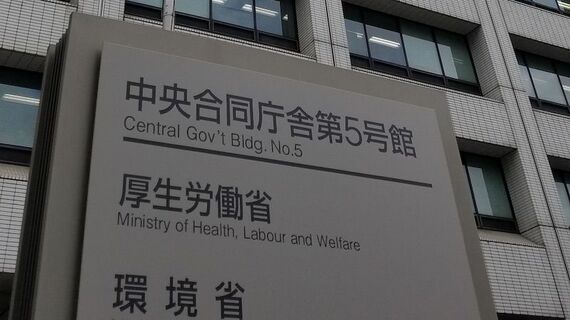 中央合同庁舎第5号館
Central Gov't Bldg. No.5
厚生労働省
Ministry of Health, Labour and Welfare
環境省